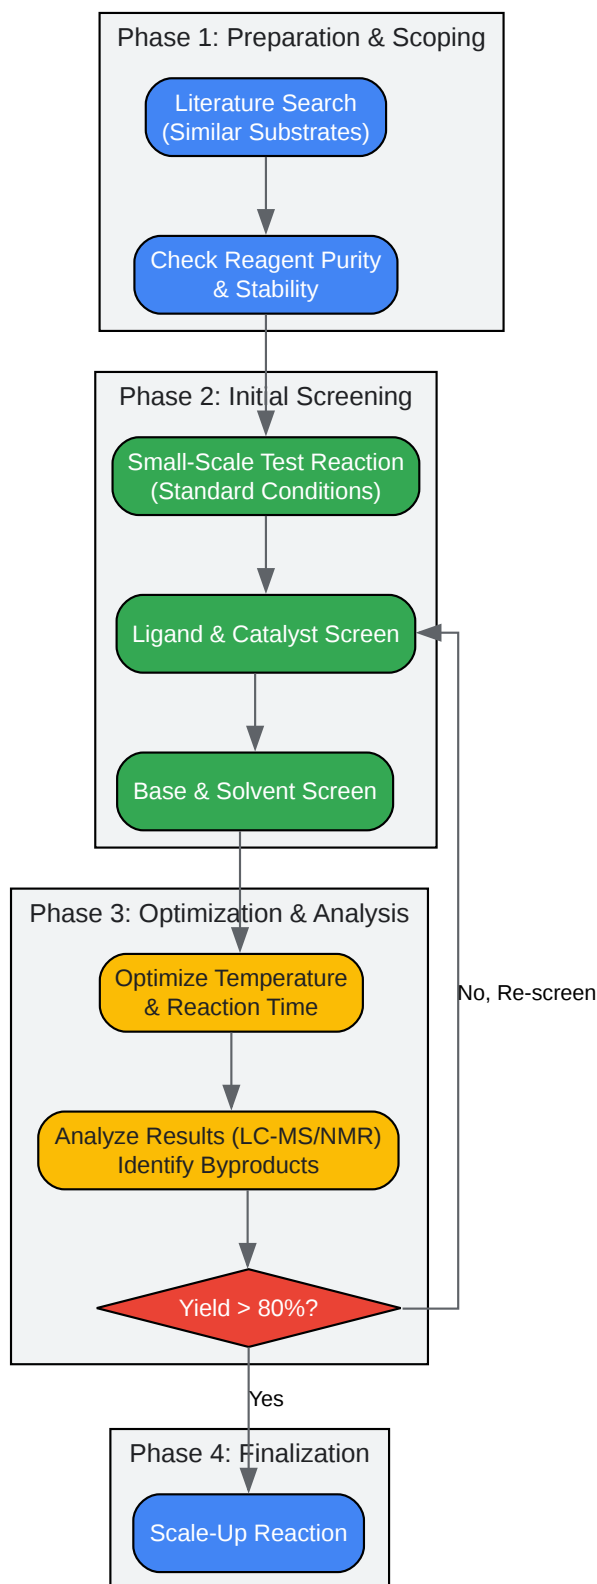 Phase 1: Preparation & Scoping
Literature Search
(Similar Substrates)
Check Reagent Purity
& Stability
Phase 2: Initial Screening
Small-Scale Test Reaction
(Standard Conditions)
Ligand & Catalyst Screen
Base & Solvent Screen
Phase 3: Optimization & Analysis
Optimize Temperature
& Reaction Time
No, Re-screen
Analyze Results (LC-MS/NMR)
Identify Byproducts
Yield > 80%?
Yes
Phase 4: Finalization
Scale-Up Reaction